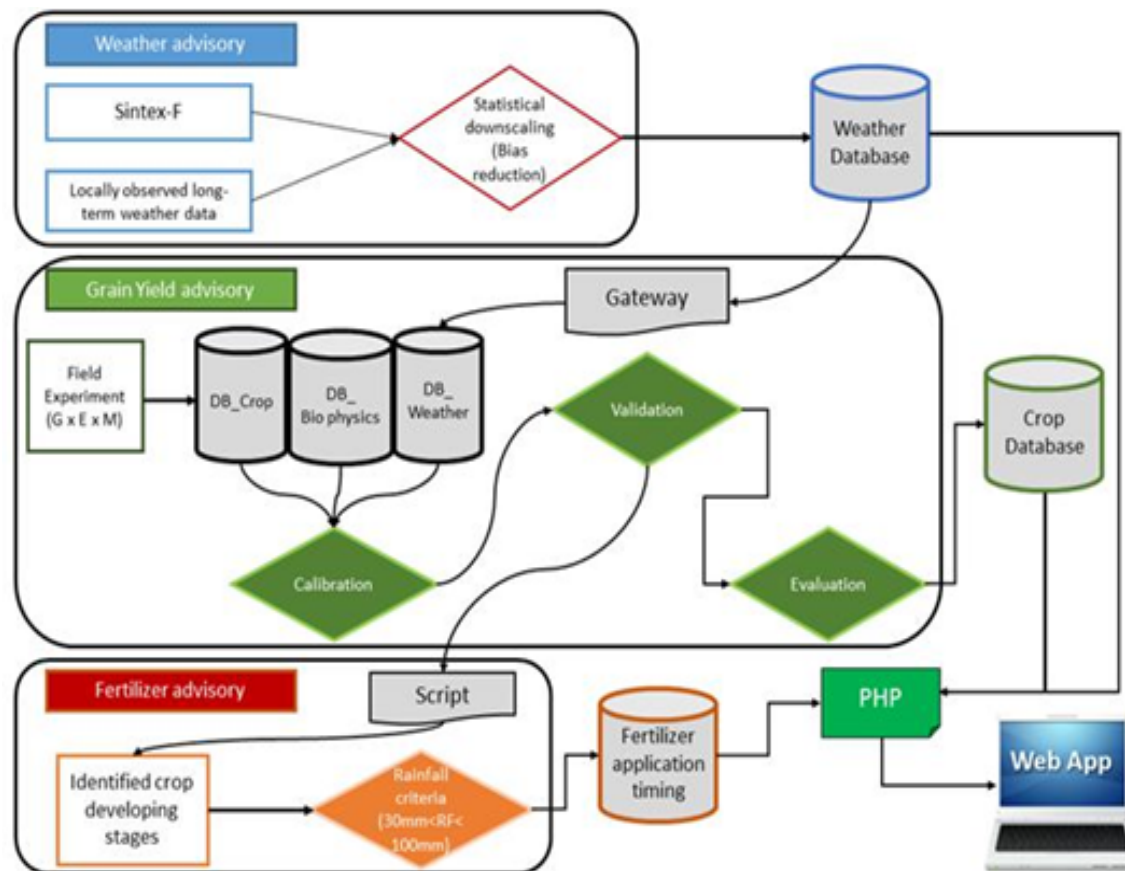 Weather advisory
Sintex-F
Locally observed long-
term weather data
Statistical
downscaling
(Bias
reduction)
Weather
Database
Grain Yield advisory
Gateway
Field
Experiment
(G x E x M)
DB_Crop
DB_
Bio physics
DB_
Weather
Validation
Crop
Database
Calibration
Evaluation
Fertilizer advisory
Script
Identified crop
developing
stages
Rainfall
criteria
(30mm<RF<
100mm)
Fertilizer
application
timing
PHP
Web App